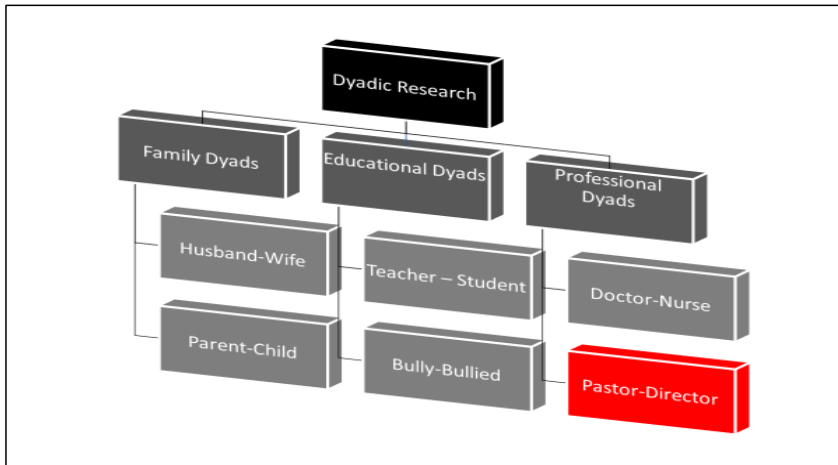 Dyadic Research
Family Dyads
Educational Dyads
Professional
Dyads
Husband-Wife
Teacher – Student
Doctor-Nurse
Parent-Child
Bully-Bullied
Pastor-Director